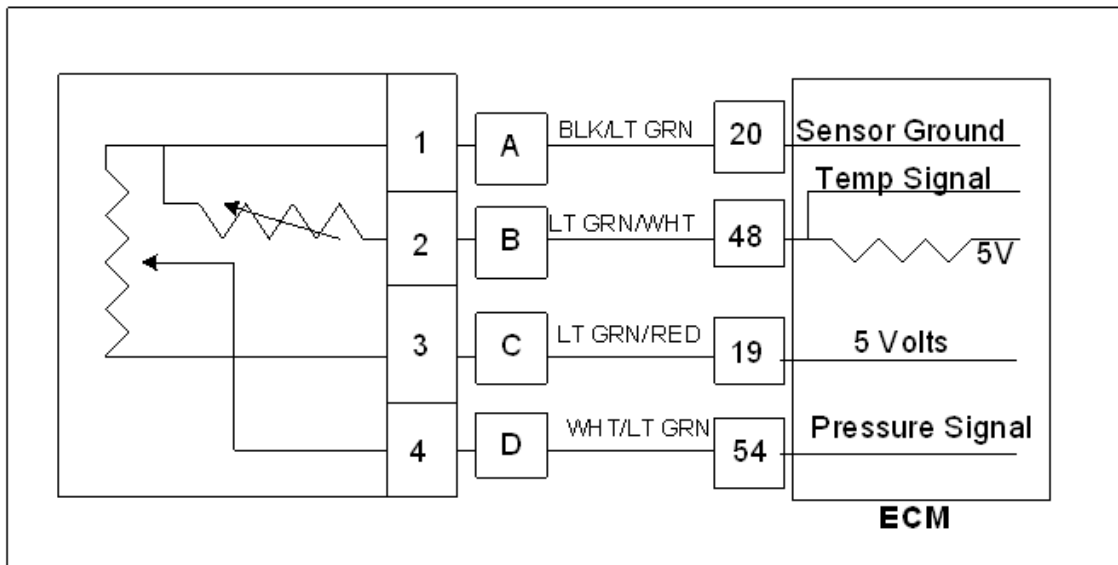 1 A BLK/LT GRN 20 Sensor Ground
Temp Signal
2 B LT GRN/WHT 48 5V
3 C LT GRN/RED 19 5 Volts
4 D WHT/LT GRN 54 Pressure Signal
ECM